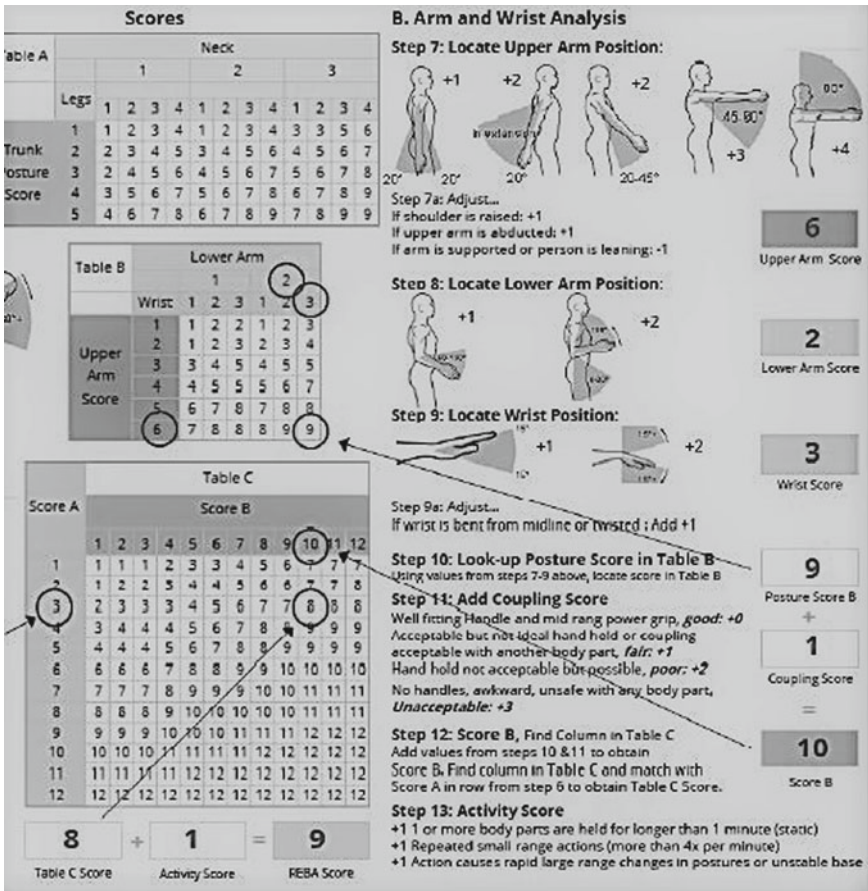 Scores
Table A
Neck
1 2 3
Legs 1 2 3 4 1 2 3 4 1 2 3 4
Trunk Posture Score
1 1 2 3 4 1 2 3 4 3 3 5 6
2 2 3 4 5 3 4 5 6 4 5 6 7
3 2 4 5 6 4 5 6 7 5 6 7 8
4 3 5 6 7 5 6 7 8 6 7 8 9
5 4 6 7 8 6 7 8 9 7 8 9 9
Table B
Lower Arm
1 2
Wrist 1 2 3 1 2 3
Upper Arm Score
1 1 2 2 1 2 3
2 1 2 3 2 3 4
3 3 4 5 4 5 5
4 4 5 5 5 6 7
5 6 7 8 7 8 8
6 7 8 8 8 9 9
Table C
Score A
Score B
1 2 3 4 5 6 7 8 9 10 11 12
1 1 1 1 2 3 3 4 5 6 7 7 7
2 1 2 2 3 4 4 5 6 6 7 7 8
3 2 3 3 3 4 5 6 7 7 8 8 8
4 3 4 4 4 5 6 7 8 8 9 9 9
5 4 4 4 5 6 7 8 8 9 9 9 9
6 6 6 6 7 8 8 9 9 10 10 10 10
7 7 7 7 8 9 9 9 10 10 11 11 11
8 8 8 8 9 10 10 10 10 10 11 11 11
9 9 9 9 10 10 10 11 11 11 12 12 12
10 10 10 10 11 11 11 11 12 12 12 12 12
11 11 11 11 11 12 12 12 12 12 12 12 12
12 12 12 12 12 12 12 12 12 12 12 12 12
8 + 1 = 9
Table C Score Activity Score REBA Score
B. Arm and Wrist Analysis
Step 7: Locate Upper Arm Position:
+1 +2 +2
in extension
20° 20° 20° 20-45°
45-90°
+3
90°
+4
Step 7a: Adjust...
If shoulder is raised: +1
If upper arm is abducted: +1
If arm is supported or person is leaning: -1
6
Upper Arm Score
Step 8: Locate Lower Arm Position:
+1 +2
2
Lower Arm Score
Step 9: Locate Wrist Position:
15°
+1
15°
15°+
+2
15°+
3
Wrist Score
Step 9a: Adjust...
If wrist is bent from midline or twisted : Add +1
Step 10: Look-up Posture Score in Table B
Using values from steps 7-9 above, locate score in Table B
9
Posture Score B
+
Step 11: Add Coupling Score
Well fitting Handle and mid rang power grip, good: +0
Acceptable but not ideal hand hold or coupling
acceptable with another body part, fair: +1
Hand hold not acceptable but possible, poor: +2
No handles, awkward, unsafe with any body part,
Unacceptable: +3
1
Coupling Score
=
Step 12: Score B, Find Column in Table C
Add values from steps 10 &11 to obtain
Score B. Find column in Table C and match with
Score A in row from step 6 to obtain Table C Score.
10
Score B
Step 13: Activity Score
+1 1 or more body parts are held for longer than 1 minute (static)
+1 Repeated small range actions (more than 4x per minute)
+1 Action causes rapid large range changes in postures or unstable base